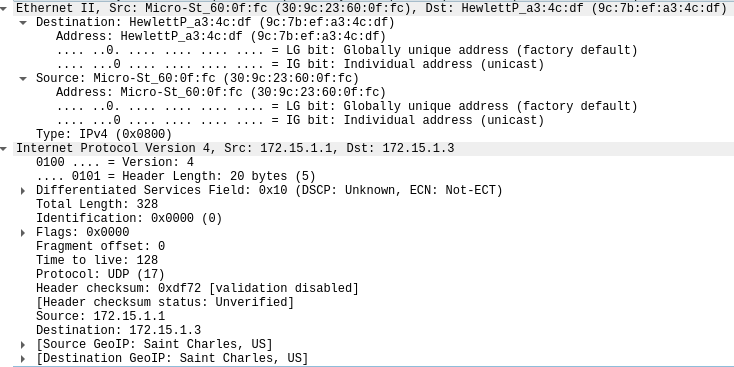 Ethernet II, Src: Micro-St_60:0f:fc (30:9c:23:60:0f:fc), Dst: HewlettP_a3:4c:df (9c:7b:ef:a3:4c:df)
Destination: HewlettP_a3:4c:df (9c:7b:ef:a3:4c:df)
Address: HewlettP_a3:4c:df (9c:7b:ef:a3:4c:df)
.... ..0. .... .... .... .... = LG bit: Globally unique address (factory default)
.... ...0 .... .... .... .... = IG bit: Individual address (unicast)
Source: Micro-St_60:0f:fc (30:9c:23:60:0f:fc)
Address: Micro-St_60:0f:fc (30:9c:23:60:0f:fc)
.... ..0. .... .... .... .... = LG bit: Globally unique address (factory default)
.... ...0 .... .... .... .... = IG bit: Individual address (unicast)
Type: IPv4 (0x0800)
Internet Protocol Version 4, Src: 172.15.1.1, Dst: 172.15.1.3
0100 .... = Version: 4
.... 0101 = Header Length: 20 bytes (5)
Differentiated Services Field: 0x10 (DSCP: Unknown, ECN: Not-ECT)
Total Length: 328
Identification: 0x0000 (0)
Flags: 0x0000
Fragment offset: 0
Time to live: 128
Protocol: UDP (17)
Header checksum: 0xdf72 [validation disabled]
[Header checksum status: Unverified]
Source: 172.15.1.1
Destination: 172.15.1.3
[Source GeoIP: Saint Charles, US]
[Destination GeoIP: Saint Charles, US]